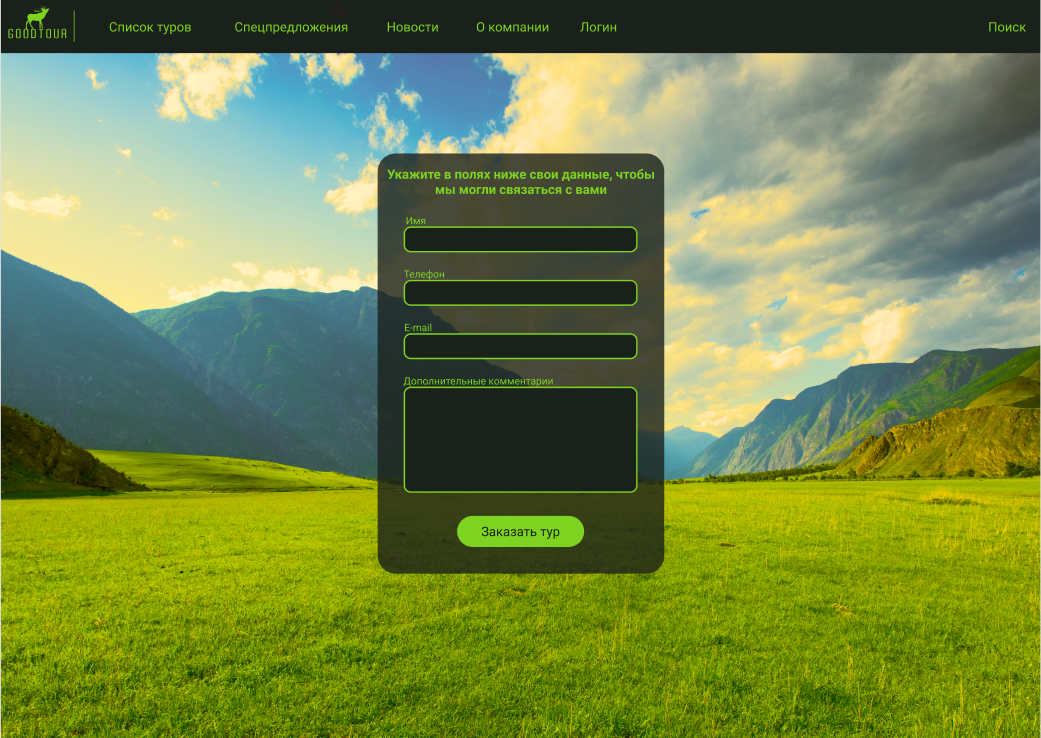 GOODTOUR
Список туров
Спецпредложения
Новости
О компании
Логин
Поиск
Укажите в полях ниже свои данные, чтобы
мы могли связаться с вами
Имя
Телефон
E-mail
Дополнительные комментарии
Заказать тур